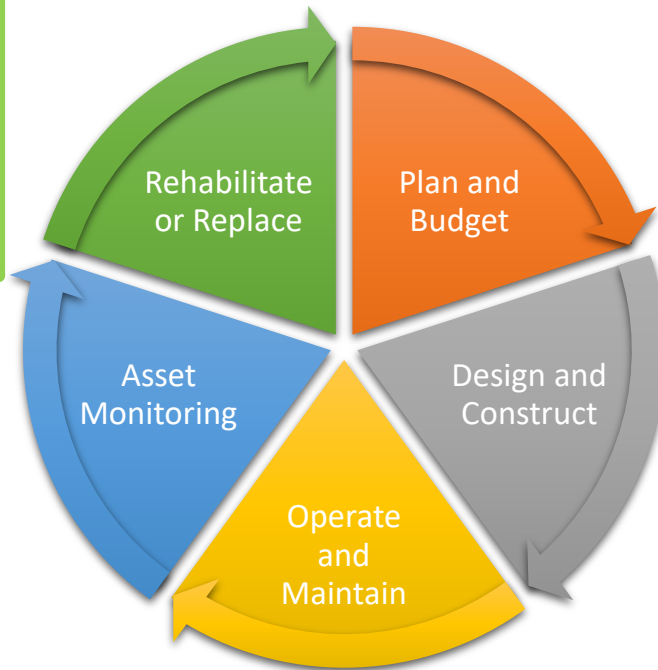 Rehabilitate
or Replace
Plan and
Budget
Design and
Construct
Operate
and
Maintain
Asset
Monitoring